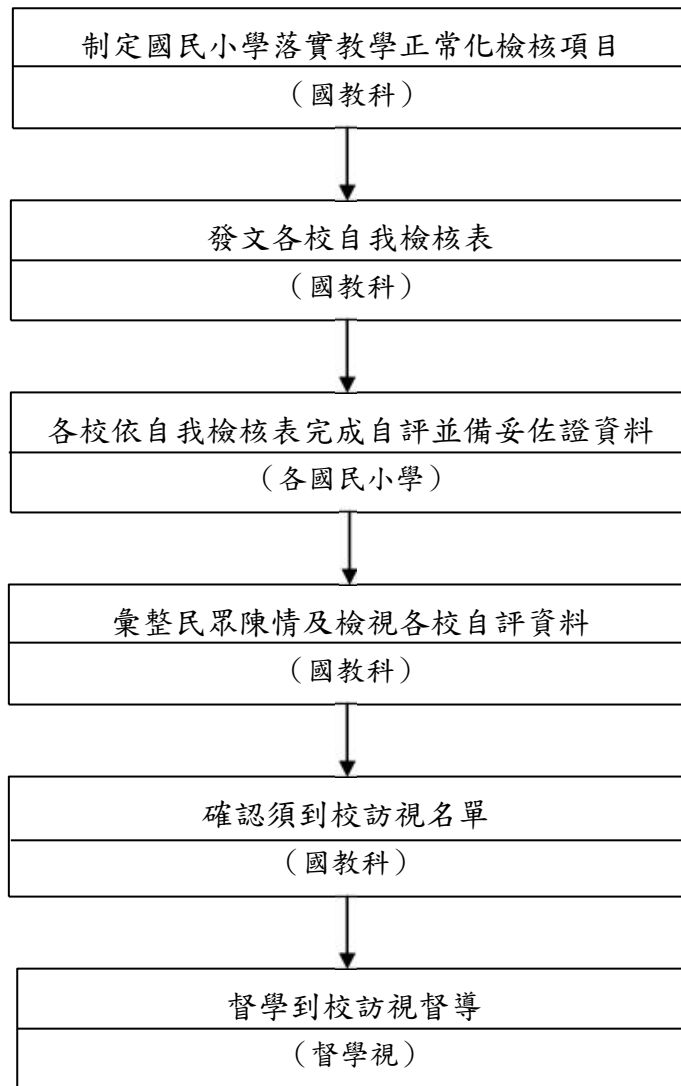 制定國民小學落實教學正常化檢核項目
（國教科）
發文各校自我檢核表
（國教科）
各校依自我檢核表完成自評並備妥佐證資料
（各國民小學）
彙整民眾陳情及檢視各校自評資料
（國教科）
確認須到校訪視名單
（國教科）
督學到校訪視督導
（督學視）